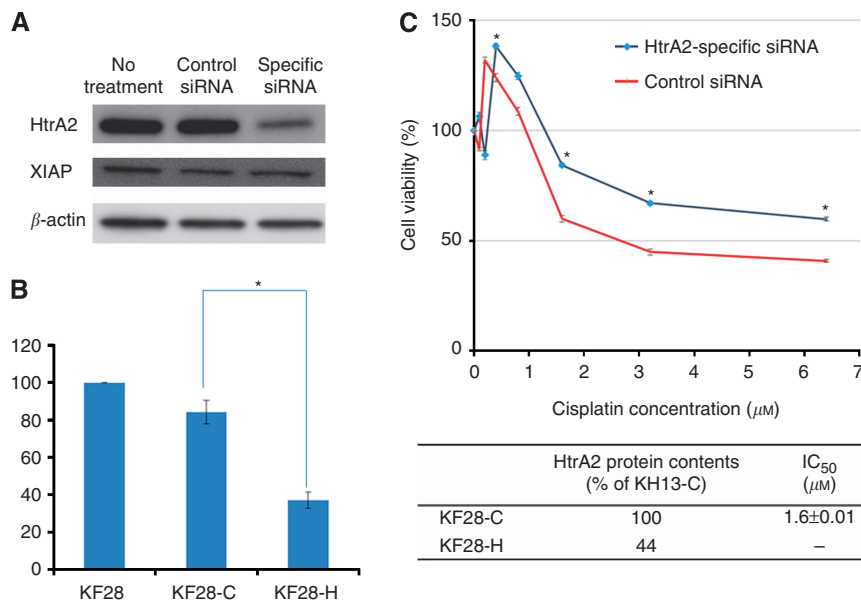 A
No treatment
Control siRNA
Specific siRNA
HtrA2
XIAP
β-actin
B
*
120
100
80
60
40
20
0
KF28
KF28-C
KF28-H
C
150
100
50
0
Cell viability (%)
*
*
*
*
HtrA2-specific siRNA
Control siRNA
0 1 2 3 4 5 6 7
Cisplatin concentration (μM)
HtrA2 protein contents (% of KH13-C)
IC50 (μM)
KF28-C 100 1.6±0.01
KF28-H 44 –